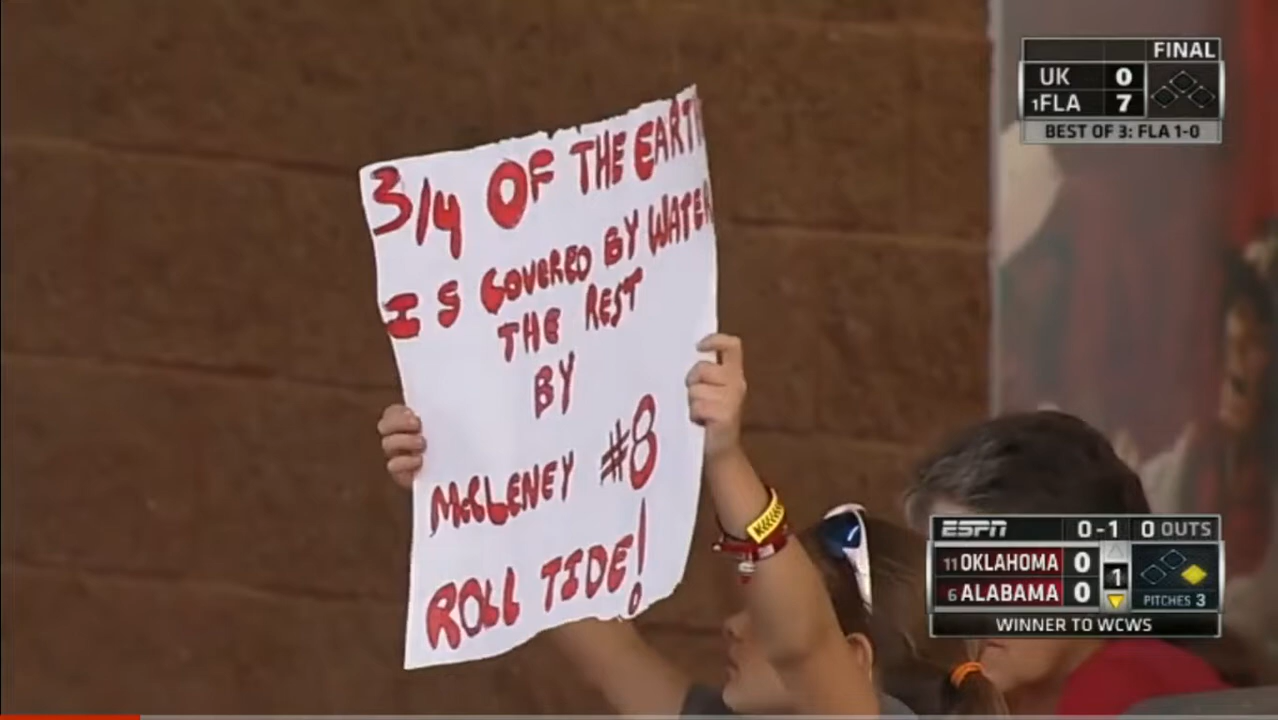 3/4 OF THE EARTH
IS COVERED BY WATER
THE REST
BY
McCLENEY #8
ROLL TIDE!
FINAL
UK 0
1FLA 7
BEST OF 3: FLA 1-0
ESPN 0-1 0 OUTS
11 OKLAHOMA 0
6 ALABAMA 0
1
PITCHES 3
WINNER TO WCWS